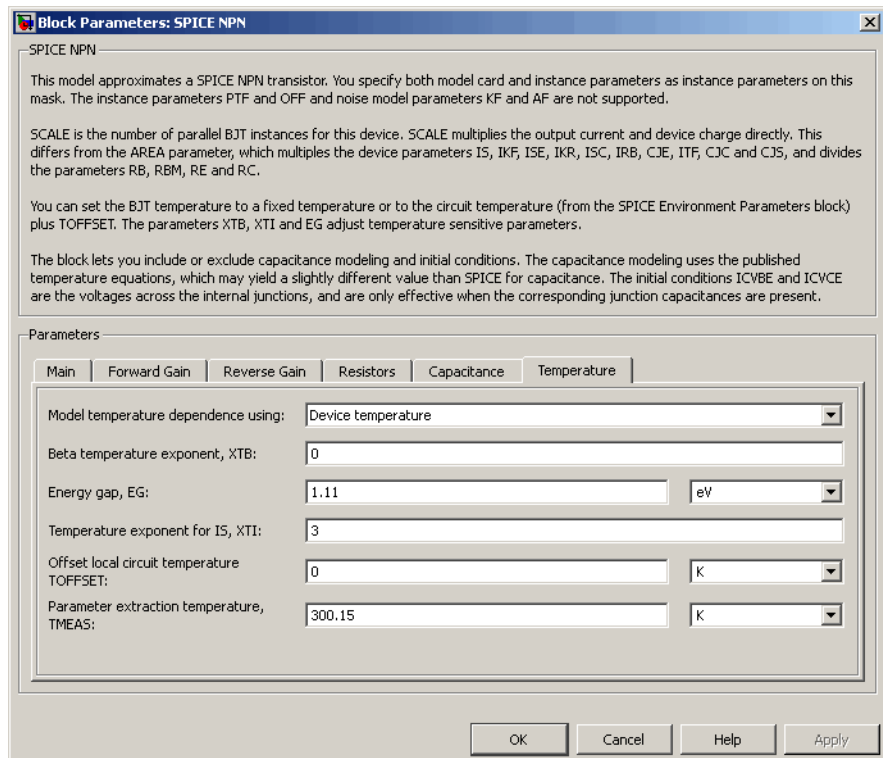 Block Parameters: SPICE NPN
SPICE NPN
This model approximates a SPICE NPN transistor. You specify both model card and instance parameters as instance parameters on this
mask. The instance parameters PTF and OFF and noise model parameters KF and AF are not supported.
SCALE is the number of parallel BJT instances for this device. SCALE multiplies the output current and device charge directly. This
differs from the AREA parameter, which multiples the device parameters IS, IKF, ISE, IKR, ISC, IRB, CJE, ITF, CJC and CJS, and divides
the parameters RB, RBM, RE and RC.
You can set the BJT temperature to a fixed temperature or to the circuit temperature (from the SPICE Environment Parameters block)
plus TOFFSET. The parameters XTB, XTI and EG adjust temperature sensitive parameters.
The block lets you include or exclude capacitance modeling and initial conditions. The capacitance modeling uses the published
temperature equations, which may yield a slightly different value than SPICE for capacitance. The initial conditions ICVBE and ICVCE
are the voltages across the internal junctions, and are only effective when the corresponding junction capacitances are present.
Parameters
Main Forward Gain Reverse Gain Resistors Capacitance Temperature
Model temperature dependence using: Device temperature
Beta temperature exponent, XTB: 0
Energy gap, EG: 1.11 eV
Temperature exponent for IS, XTI: 3
Offset local circuit temperature
TOFFSET: 0 K
Parameter extraction temperature,
TMEAS: 300.15 K
OK Cancel Help Apply